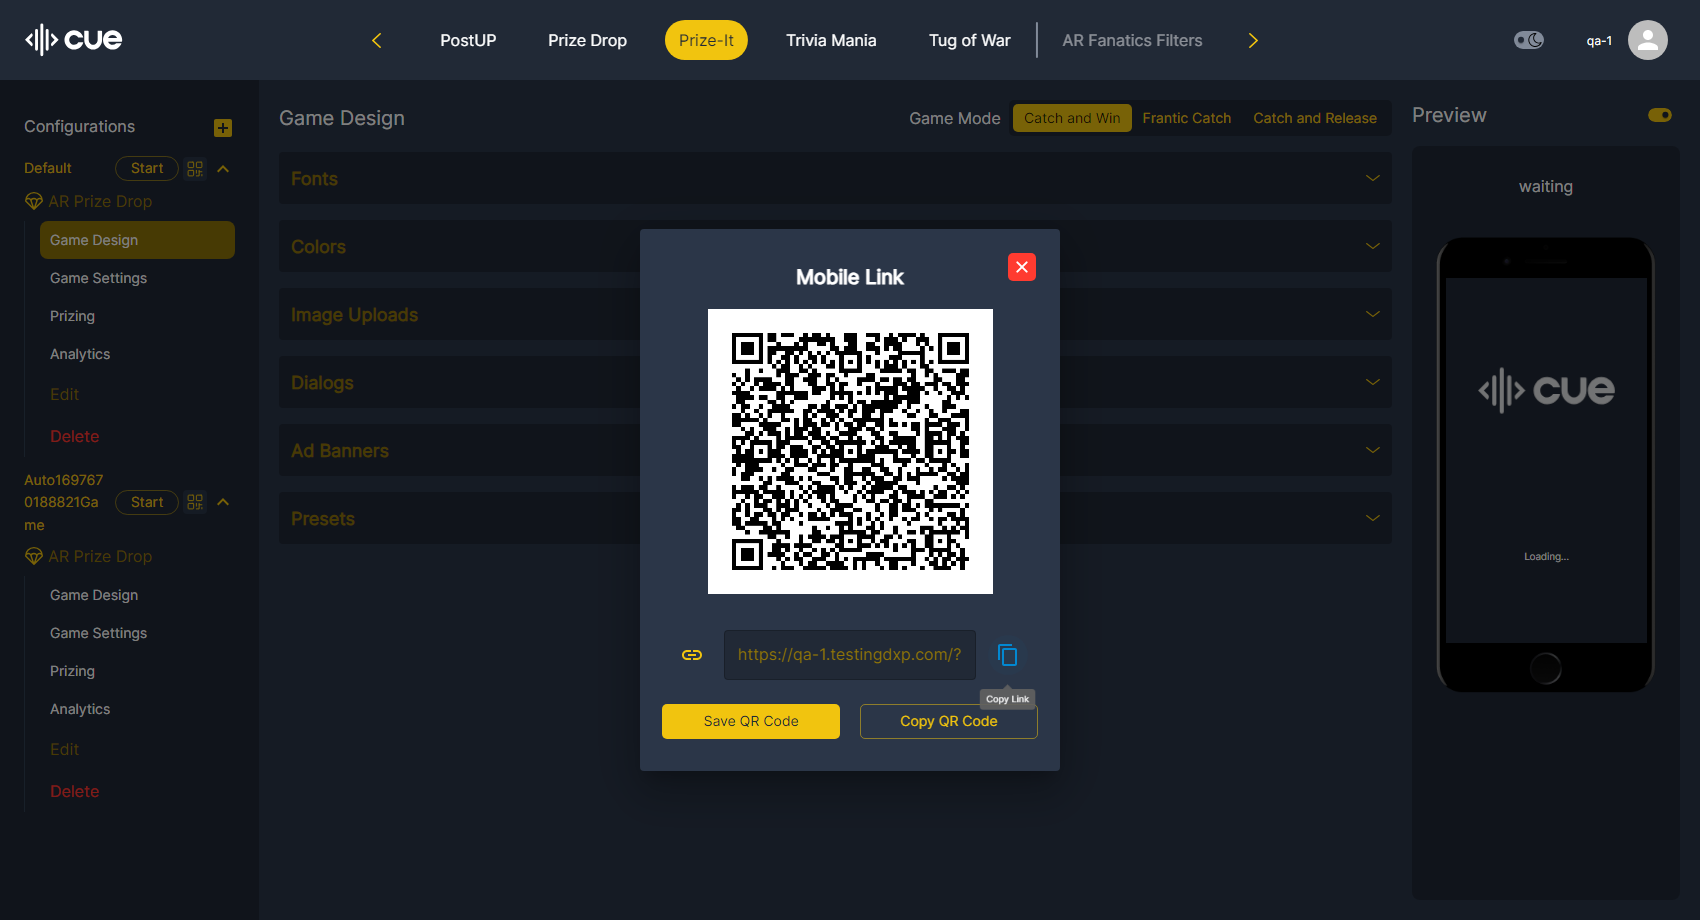 cue
PostUP
Prize Drop
Prize-It
Trivia Mania
Tug of War
AR Fanatics Filters
qa-1
Configurations
Default
Start
AR Prize Drop
Game Design
Game Settings
Prizing
Analytics
Edit
Delete
Auto169767
0188821Ga
me
Start
AR Prize Drop
Game Design
Game Settings
Prizing
Analytics
Edit
Delete
Game Design
Game Mode
Catch and Win
Frantic Catch
Catch and Release
Fonts
Colors
Image Uploads
Dialogs
Ad Banners
Presets
Mobile Link
https://qa-1.testingdxp.com/?
Copy Link
Save QR Code
Copy QR Code
Preview
waiting
cue
Loading...